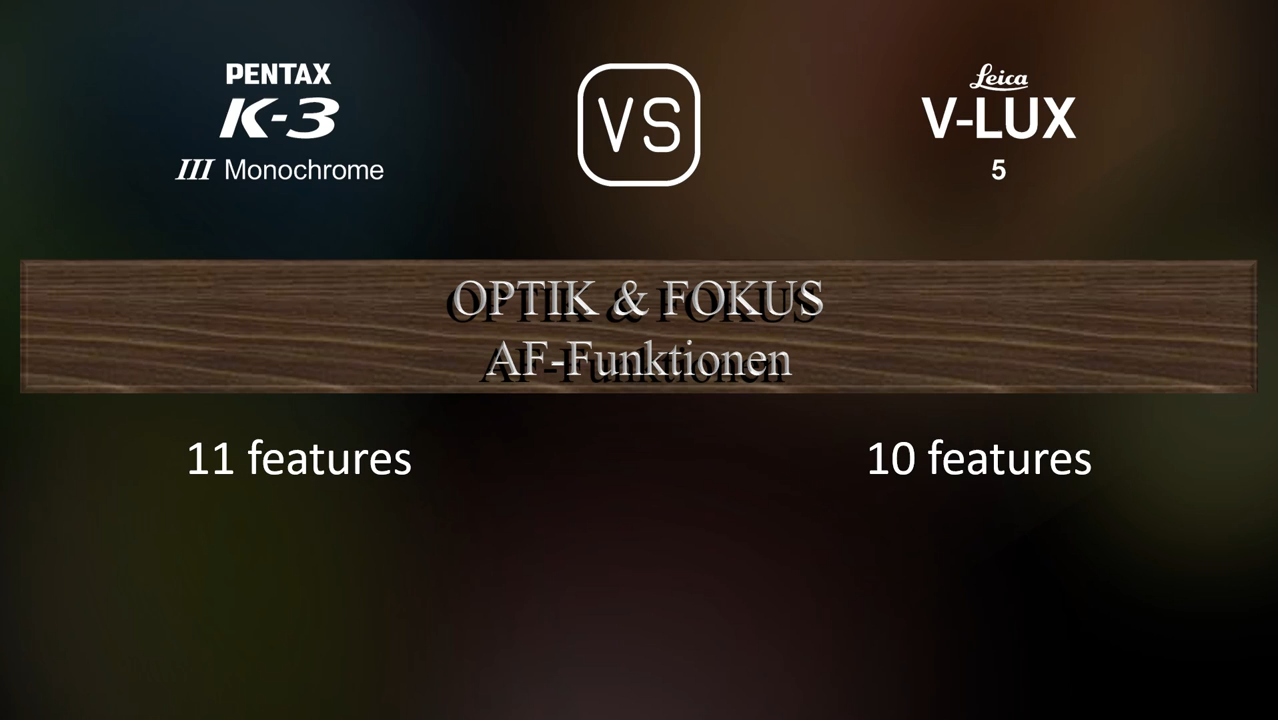 PENTAX
K-3
III Monochrome
VS
Leica
V-LUX
5
OPTIK & FOKUS
AF-Funktionen
11 features
10 features